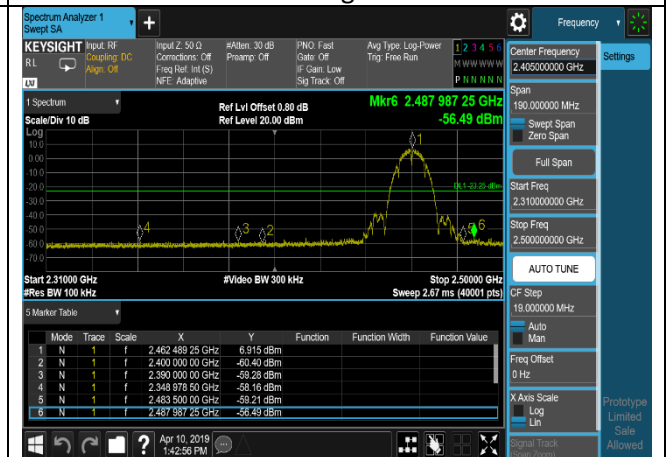 Spectrum Analyzer 1
Swept SA
+
Frequency
KEYSIGHT Input: RF
RL
Coupling: DC
Align: Off
Input Z: 50 Ω
Corrections: Off
Freq Ref: Int (S)
NFE: Adaptive
#Atten: 30 dB
Preamp: Off
PNO: Fast
Gate: Off
IF Gain: Low
Sig Track: Off
Avg Type: Log-Power
Trig: Free Run
1 2 3 4 5 6
M W W W W W
P N N N N N
LXI
Center Frequency
2.405000000 GHz
Settings
Span
190.000000 MHz
Swept Span
Zero Span
Full Span
Start Freq
2.310000000 GHz
Stop Freq
2.500000000 GHz
AUTO TUNE
CF Step
19.000000 MHz
Auto
Man
Freq Offset
0 Hz
X Axis Scale
Log
Lin
Signal Track
(Span Zoom)
Prototype
Limited
Sale
Allowed
1 Spectrum
Scale/Div 10 dB
Ref Lvl Offset 0.80 dB
Ref Level 20.00 dBm
Mkr6 2.487 987 25 GHz
-56.49 dBm
Log
10.0
0.00
-10.0
-20.0
-30.0
-40.0
-50.0
-60.0
-70.0
1
DL1 -23.23 dBm
4
3
2
5
6
Start 2.31000 GHz
#Res BW 100 kHz
#Video BW 300 kHz
Stop 2.50000 GHz
Sweep 2.67 ms (40001 pts)
5 Marker Table
Mode Trace Scale X Y Function Function Width Function Value
1 N 1 f 2.462 489 25 GHz 6.915 dBm
2 N 1 f 2.400 000 00 GHz -60.40 dBm
3 N 1 f 2.390 000 00 GHz -59.28 dBm
4 N 1 f 2.348 978 50 GHz -58.16 dBm
5 N 1 f 2.483 500 00 GHz -59.21 dBm
6 N 1 f 2.487 987 25 GHz -56.49 dBm
?
Apr 10, 2019
1:42:56 PM